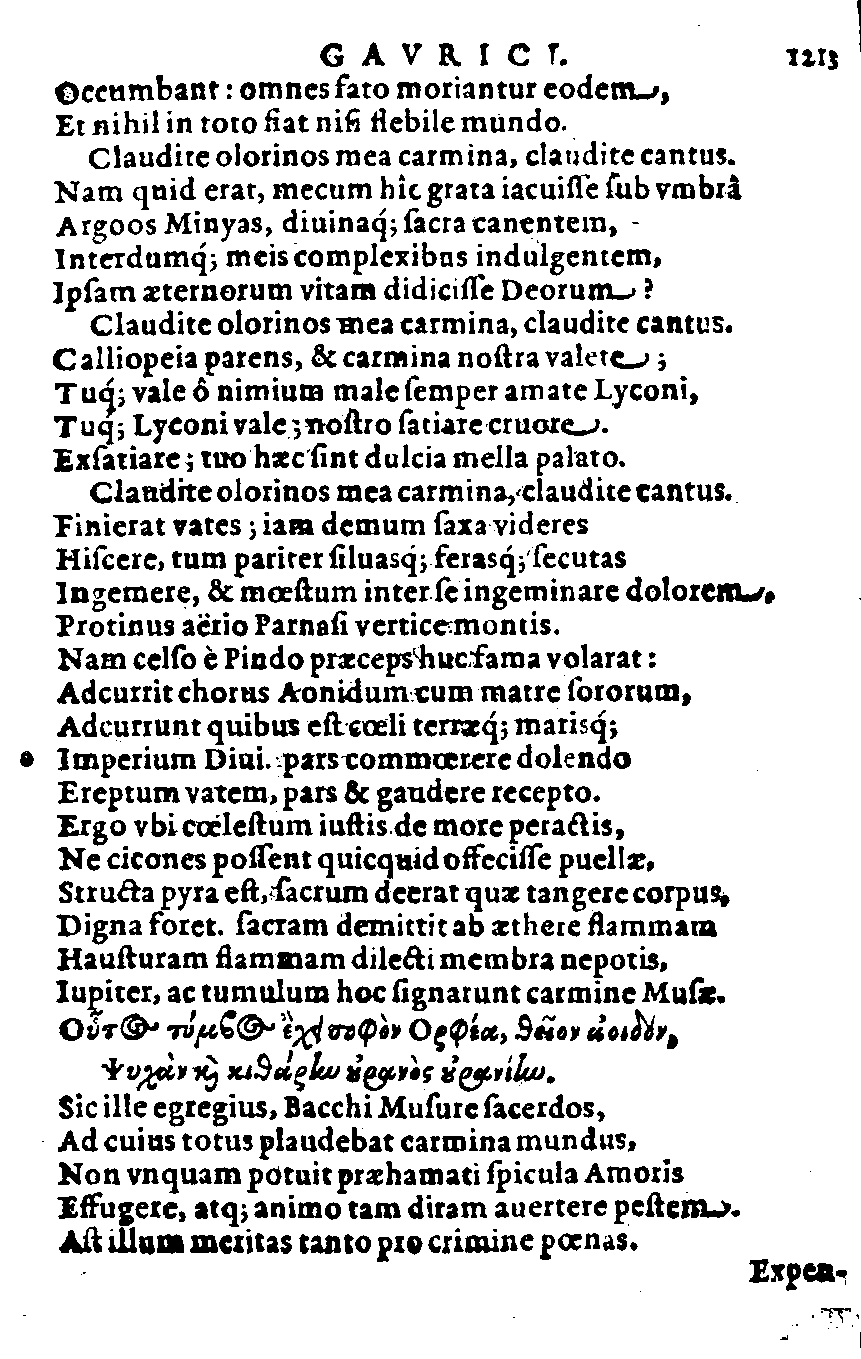 GAVRICI. 1213
Occumbant : omnes fato moriantur eodem,
Et nihil in toto fiat nisi flebile mundo.
Claudite olorinos mea carmina, claudite cantus.
Nam quid erat, mecum hîc grata iacuisse sub vmbrâ
Argoos Minyas, diuinaq́; sacra canentem,
Interdumq́; meis complexibus indulgentem,
Ipsam æternorum vitam didicisse Deorum ?
Claudite olorinos mea carmina, claudite cantus.
Calliopeia parens, & carmina nostra valete ;
Tuq́; vale ô nimium male semper amate Lyconi,
Tuq́; Lyconi vale ; nostro satiare cruore.
Exsatiare ; tuo hæc sint dulcia mella palato.
Claudite olorinos mea carmina, claudite cantus.
Finierat vates ; iam demum saxa videres
Hiscere, tum pariter siluasq́; ferasq́; secutas
Ingemere, & mœstum inter se ingeminare dolorem,
Protinus aërio Parnasi vertice montis.
Nam celso è Pindo præceps huc fama volarat :
Adcurrit chorus Aonidum cum matre sororum,
Adcurrunt quibus est cœli terræq́; marisq́;
Imperium Diui. pars commœrere dolendo
Ereptum vatem, pars & gaudere recepto.
Ergo vbi cœlestum iustis de more peractis,
Ne cicones possent quicquid offecisse puellæ,
Structa pyra est, sacrum deerat quæ tangere corpus,
Digna foret. sacram demittit ab æthere flammam
Hausturam flammam dilecti membra nepotis,
Iupiter, ac tumulum hoc signarunt carmine Musæ.
Οὗτος τύμβος ἔχει σοφὸν Ορφέα, θεῖον ἀοιδόν,
Ψυχὰν καὶ κιθάρην οὐρανὸς οὐρανίην.
Sic ille egregius, Bacchi Musure sacerdos,
Ad cuius totus plaudebat carmina mundus,
Non vnquam potuit præhamati spicula Amoris
Effugere, atq; animo tam diram auertere pestem.
Ast illum meritas tanto pro crimine pœnas.
Expen-